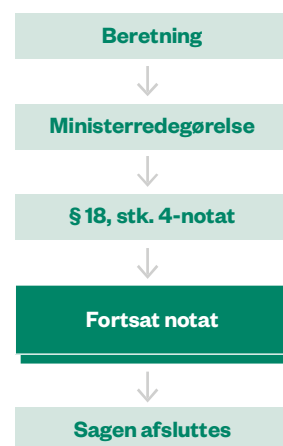 Beretning
Ministerredegørelse
§ 18, stk. 4-notat
Fortsat notat
Sagen afsluttes